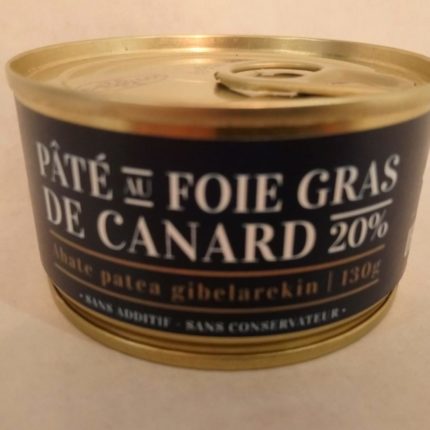 PÂTÉ AU FOIE GRAS
DE CANARD 20%
Ahate patea gibelarekin | 130g
· SANS ADDITIF - SANS CONSERVATEUR ·